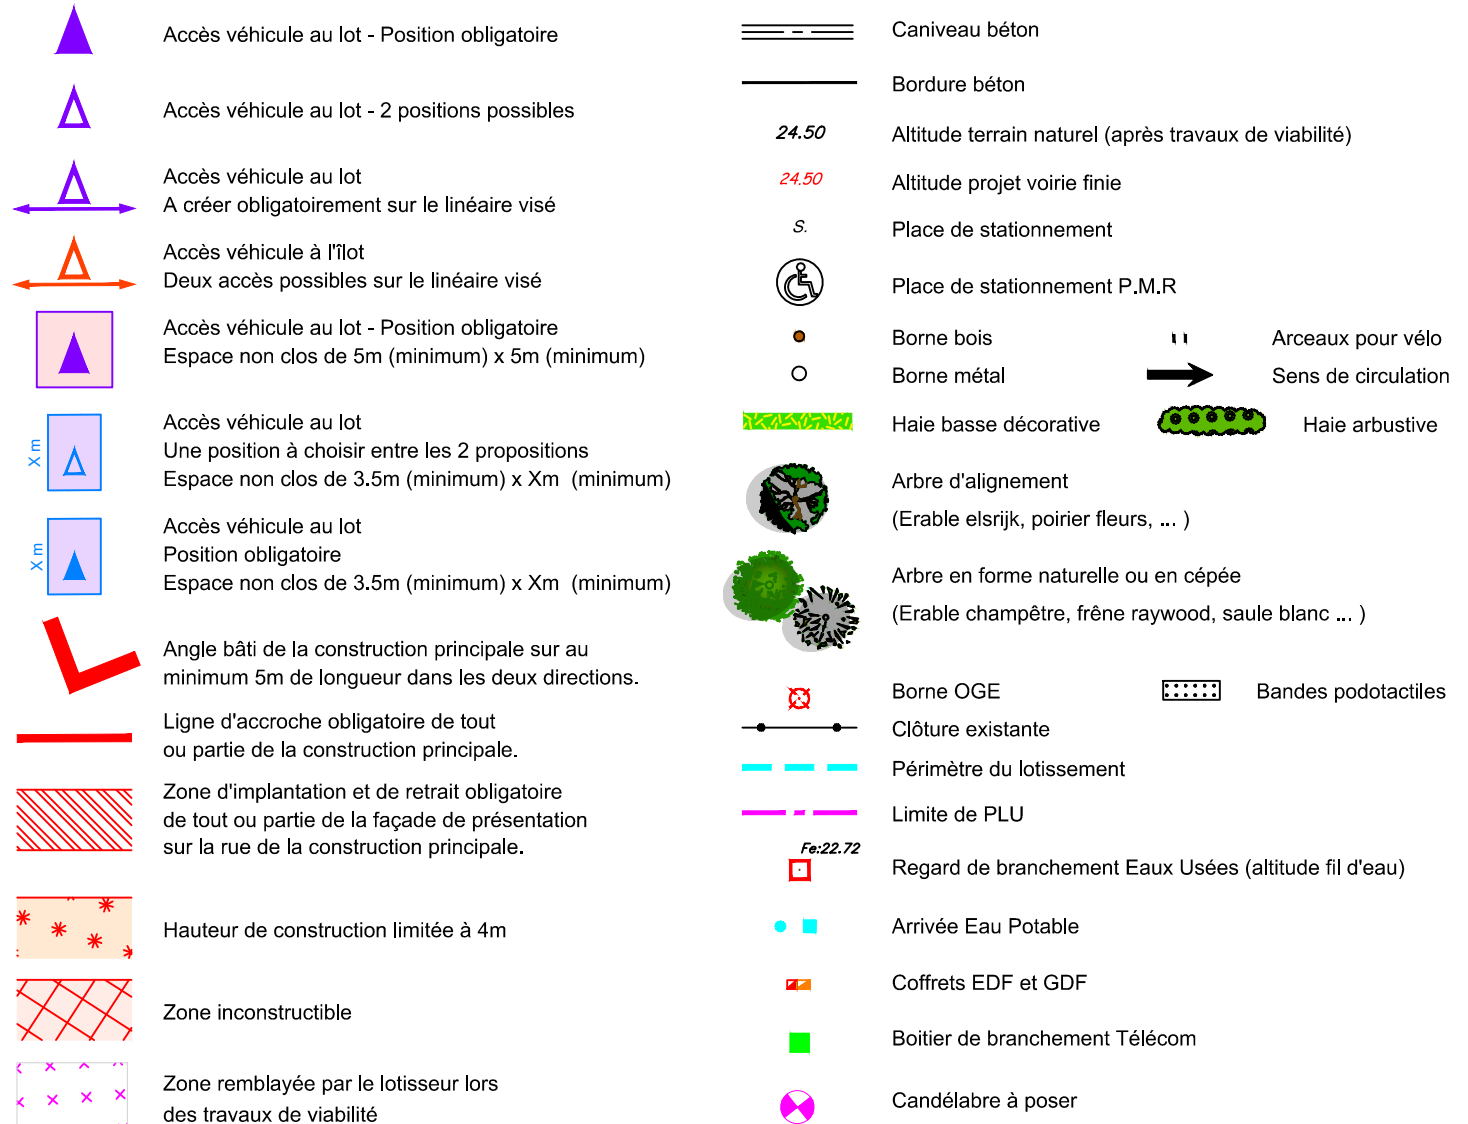 Accès véhicule au lot - Position obligatoire
Accès véhicule au lot - 2 positions possibles
Accès véhicule au lot
A créer obligatoirement sur le linéaire visé
Accès véhicule à l'îlot
Deux accès possibles sur le linéaire visé
Accès véhicule au lot - Position obligatoire
Espace non clos de 5m (minimum) x 5m (minimum)
X m
Accès véhicule au lot
Une position à choisir entre les 2 propositions
Espace non clos de 3.5m (minimum) x Xm (minimum)
X m
Accès véhicule au lot
Position obligatoire
Espace non clos de 3.5m (minimum) x Xm (minimum)
Angle bâti de la construction principale sur au
minimum 5m de longueur dans les deux directions.
Ligne d'accroche obligatoire de tout
ou partie de la construction principale.
Zone d'implantation et de retrait obligatoire
de tout ou partie de la façade de présentation
sur la rue de la construction principale.
Hauteur de construction limitée à 4m
Zone inconstructible
Zone remblayée par le lotisseur lors
des travaux de viabilité
Caniveau béton
Bordure béton
24.50 Altitude terrain naturel (après travaux de viabilité)
24.50 Altitude projet voirie finie
S. Place de stationnement
Place de stationnement P.M.R
Borne bois
Arceaux pour vélo
Borne métal
Sens de circulation
Haie basse décorative
Haie arbustive
Arbre d'alignement
(Erable elsrijk, poirier fleurs, ... )
Arbre en forme naturelle ou en cépée
(Erable champêtre, frêne raywood, saule blanc ... )
Borne OGE
Bandes podotactiles
Clôture existante
Périmètre du lotissement
Limite de PLU
Fe:22.72
Regard de branchement Eaux Usées (altitude fil d'eau)
Arrivée Eau Potable
Coffrets EDF et GDF
Boitier de branchement Télécom
Candélabre à poser